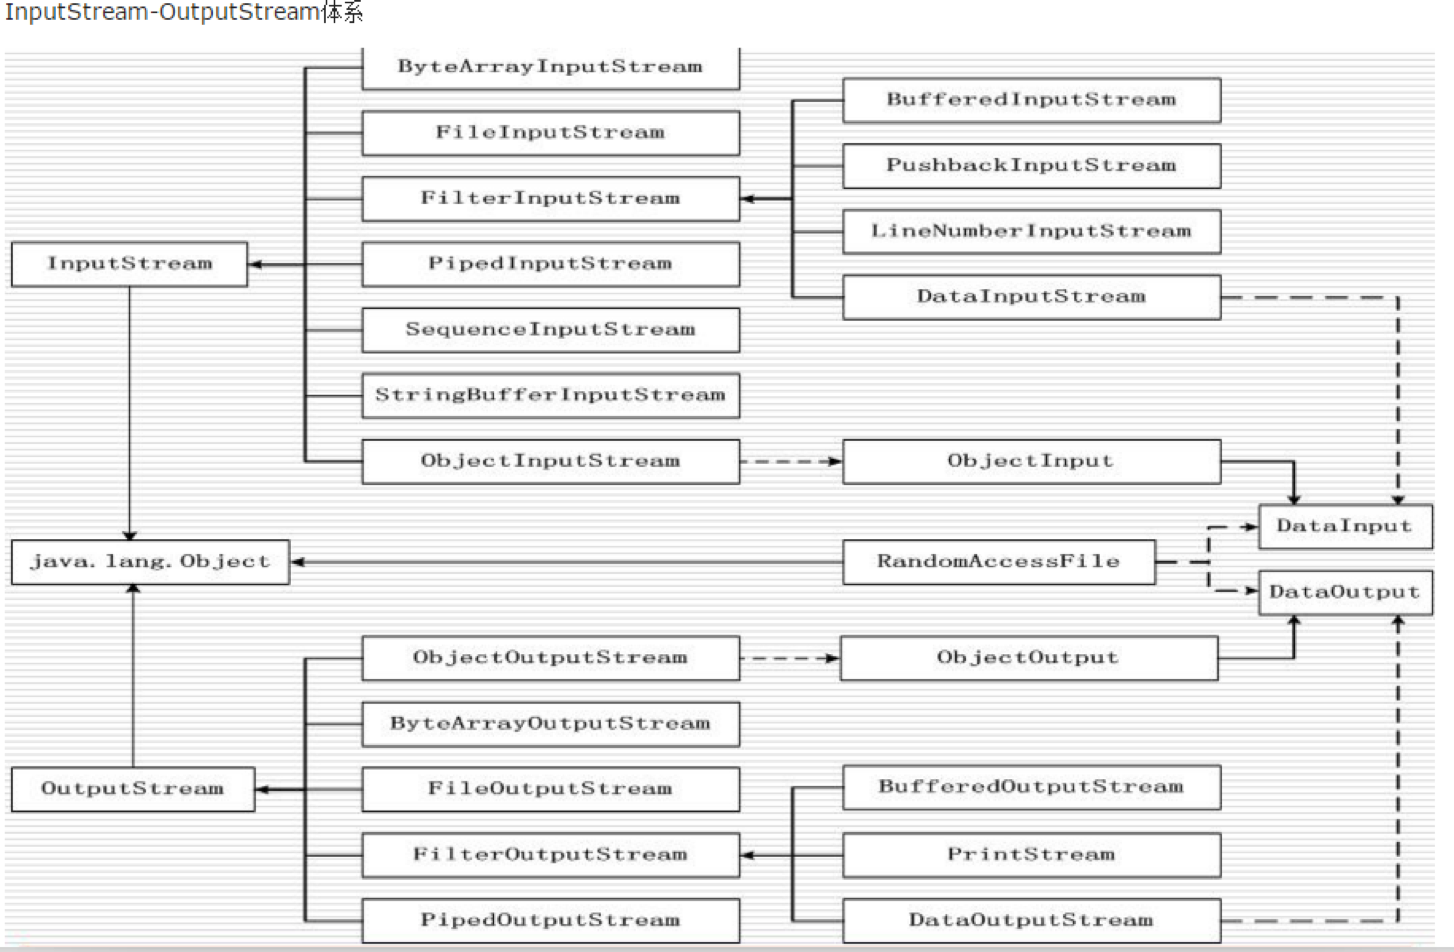 InputStream-OutputStream体系
ByteArrayInputStream
BufferedInputStream
FileInputStream
PushbackInputStream
FilterInputStream
LineNumberInputStream
InputStream
PipedInputStream
DataInputStream
SequenceInputStream
StringBufferInputStream
ObjectInputStream
ObjectInput
DataInput
java.lang.Object
RandomAccessFile
DataOutput
ObjectOutputStream
ObjectOutput
ByteArrayOutputStream
OutputStream
FileOutputStream
BufferedOutputStream
FilterOutputStream
PrintStream
PipedOutputStream
DataOutputStream